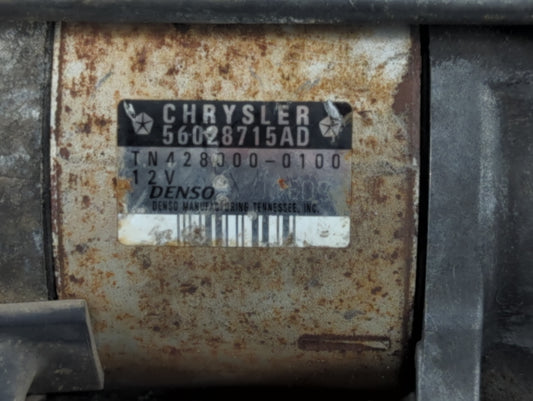 CHRYSLER
56028715AD
TN428000-0100
12V
DENSO
DENSO MANUFACTURING TENNESSEE, INC.